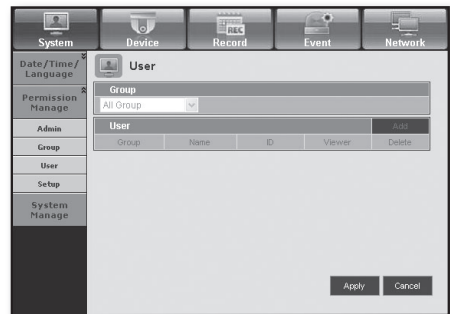 System Device Record Event Network
REC
Date/Time/
Language
Permission
Manage
Admin
Group
User
Setup
System
Manage
User
Group
All Group
User Add
Group Name ID Viewer Delete
Apply Cancel